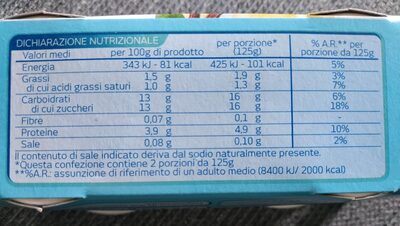 DICHIARAZIONE NUTRIZIONALE
Valori medi per 100g di prodotto per porzione* (125g) % A.R.** per porzione da 125g
Energia 343 kJ - 81 kcal 425 kJ - 101 kcal 5%
Grassi 1,5 g 1,9 g 3%
di cui acidi grassi saturi 1,0 g 1,3 g 7%
Carboidrati 13 g 16 g 6%
di cui zuccheri 13 g 16 g 18%
Fibre 0,07 g 0,1 g -
Proteine 3,9 g 4,9 g 10%
Sale 0,08 g 0,10 g 2%
Il contenuto di sale indicato deriva dal sodio naturalmente presente.
*Questa confezione contiene 2 porzioni da 125g
**%A.R.: assunzione di riferimento di un adulto medio (8400 kJ/ 2000 kcal)